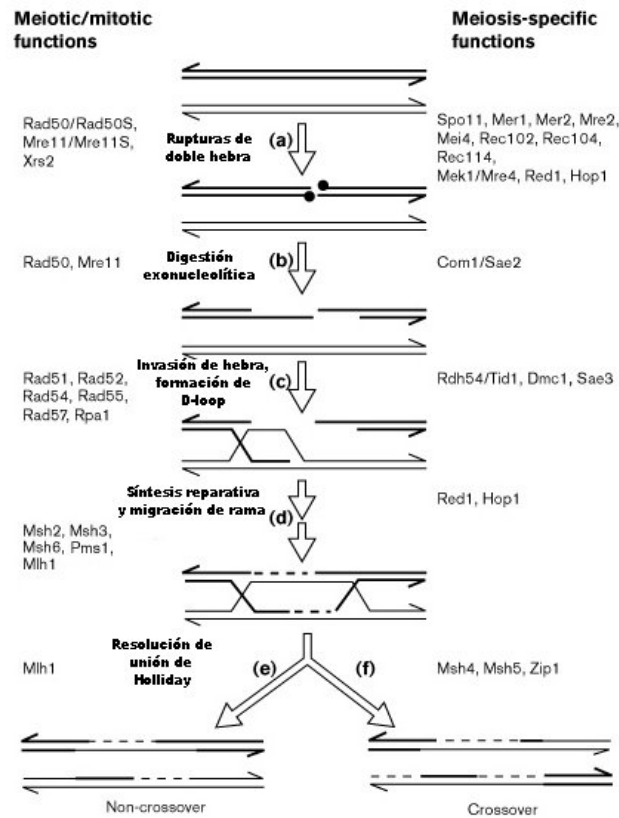 Meiotic/mitotic
functions
Meiosis-specific
functions
Rad50/Rad50S,
Mre11/Mre11S,
Xrs2
Rupturas de
doble hebra
(a)
Spo11, Mer1, Mer2, Mre2,
Mei4, Rec102, Rec104,
Rec114,
Mek1/Mre4, Red1, Hop1
Rad50, Mre11
Digestión
exonucleolítica
(b)
Com1/Sae2
Rad51, Rad52,
Rad54, Rad55,
Rad57, Rpa1
Invasión de hebra,
formación de
D-loop
(c)
Rdh54/Tid1, Dmc1, Sae3
Síntesis reparativa
y migración de rama
(d)
Red1, Hop1
Msh2, Msh3,
Msh6, Pms1,
Mlh1
Resolución de
unión de
Holliday
(e)
(f)
Mlh1
Msh4, Msh5, Zip1
Non-crossover
Crossover